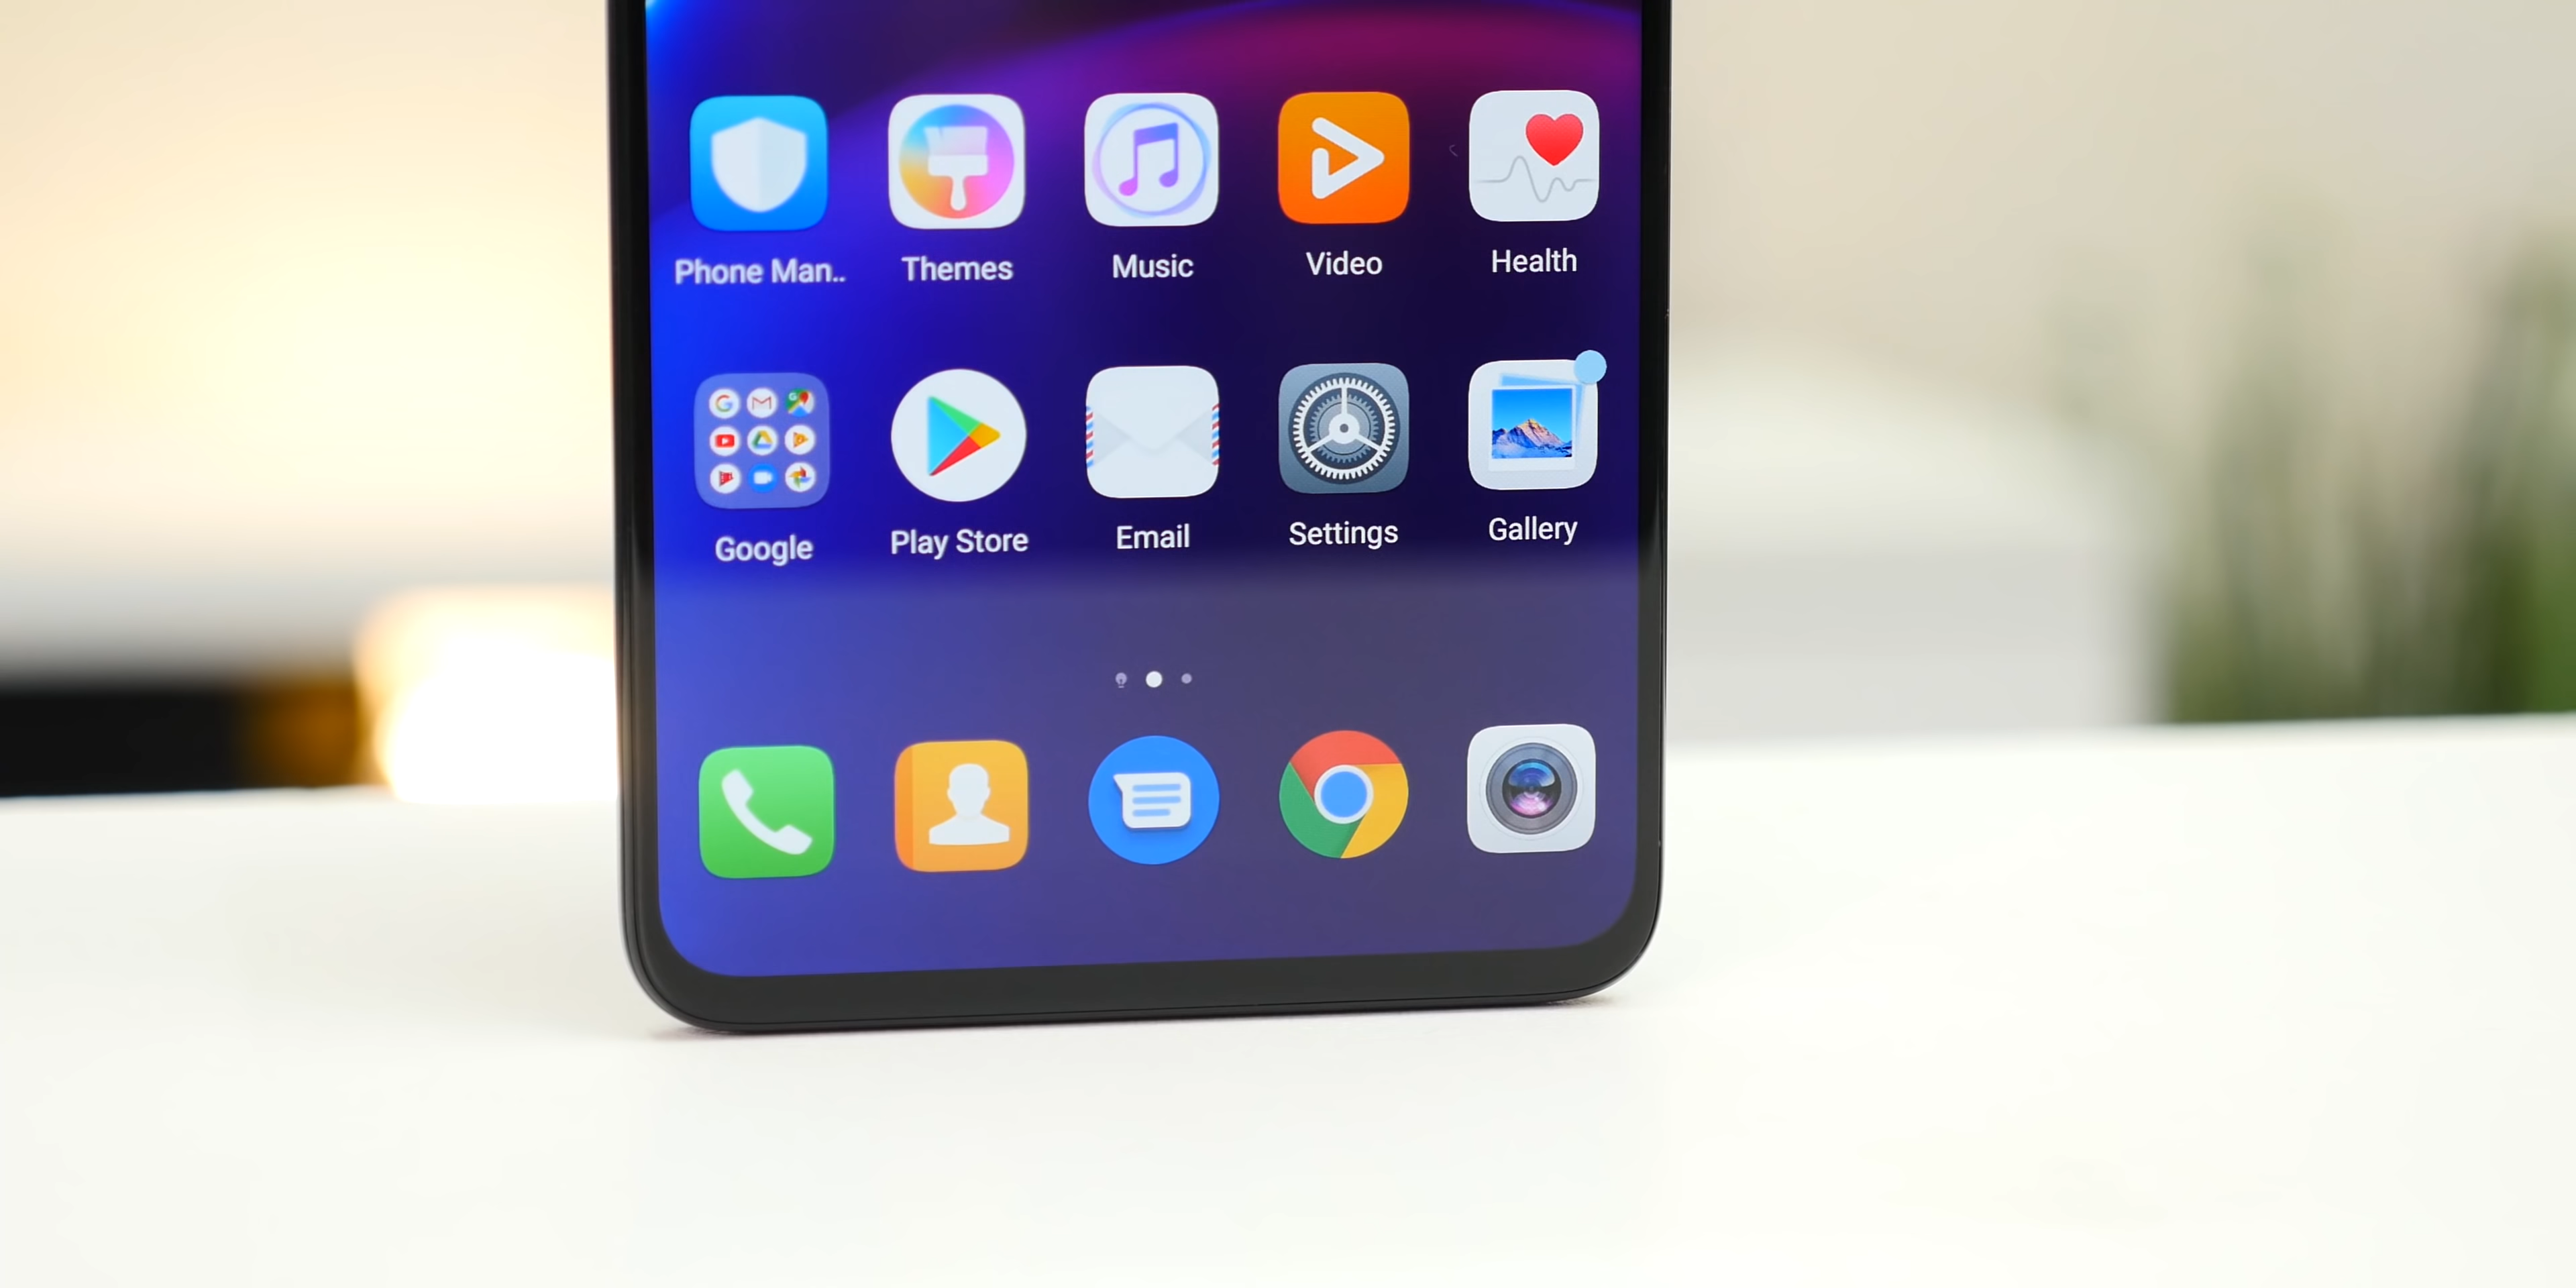 Phone Man..
Themes
Music
Video
Health
Google
Play Store
Email
Settings
Gallery